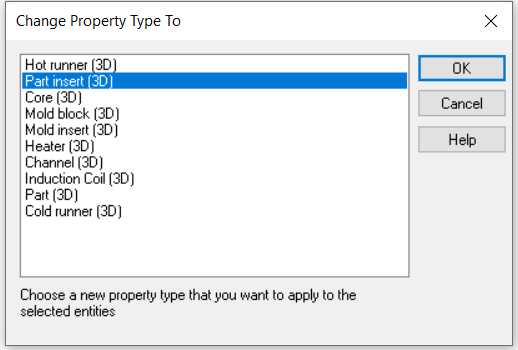 Change Property Type To
Hot runner (3D)
Part insert (3D)
Core (3D)
Mold block (3D)
Mold insert (3D)
Heater (3D)
Channel (3D)
Induction Coil (3D)
Part (3D)
Cold runner (3D)
OK
Cancel
Help
Choose a new property type that you want to apply to the
selected entities